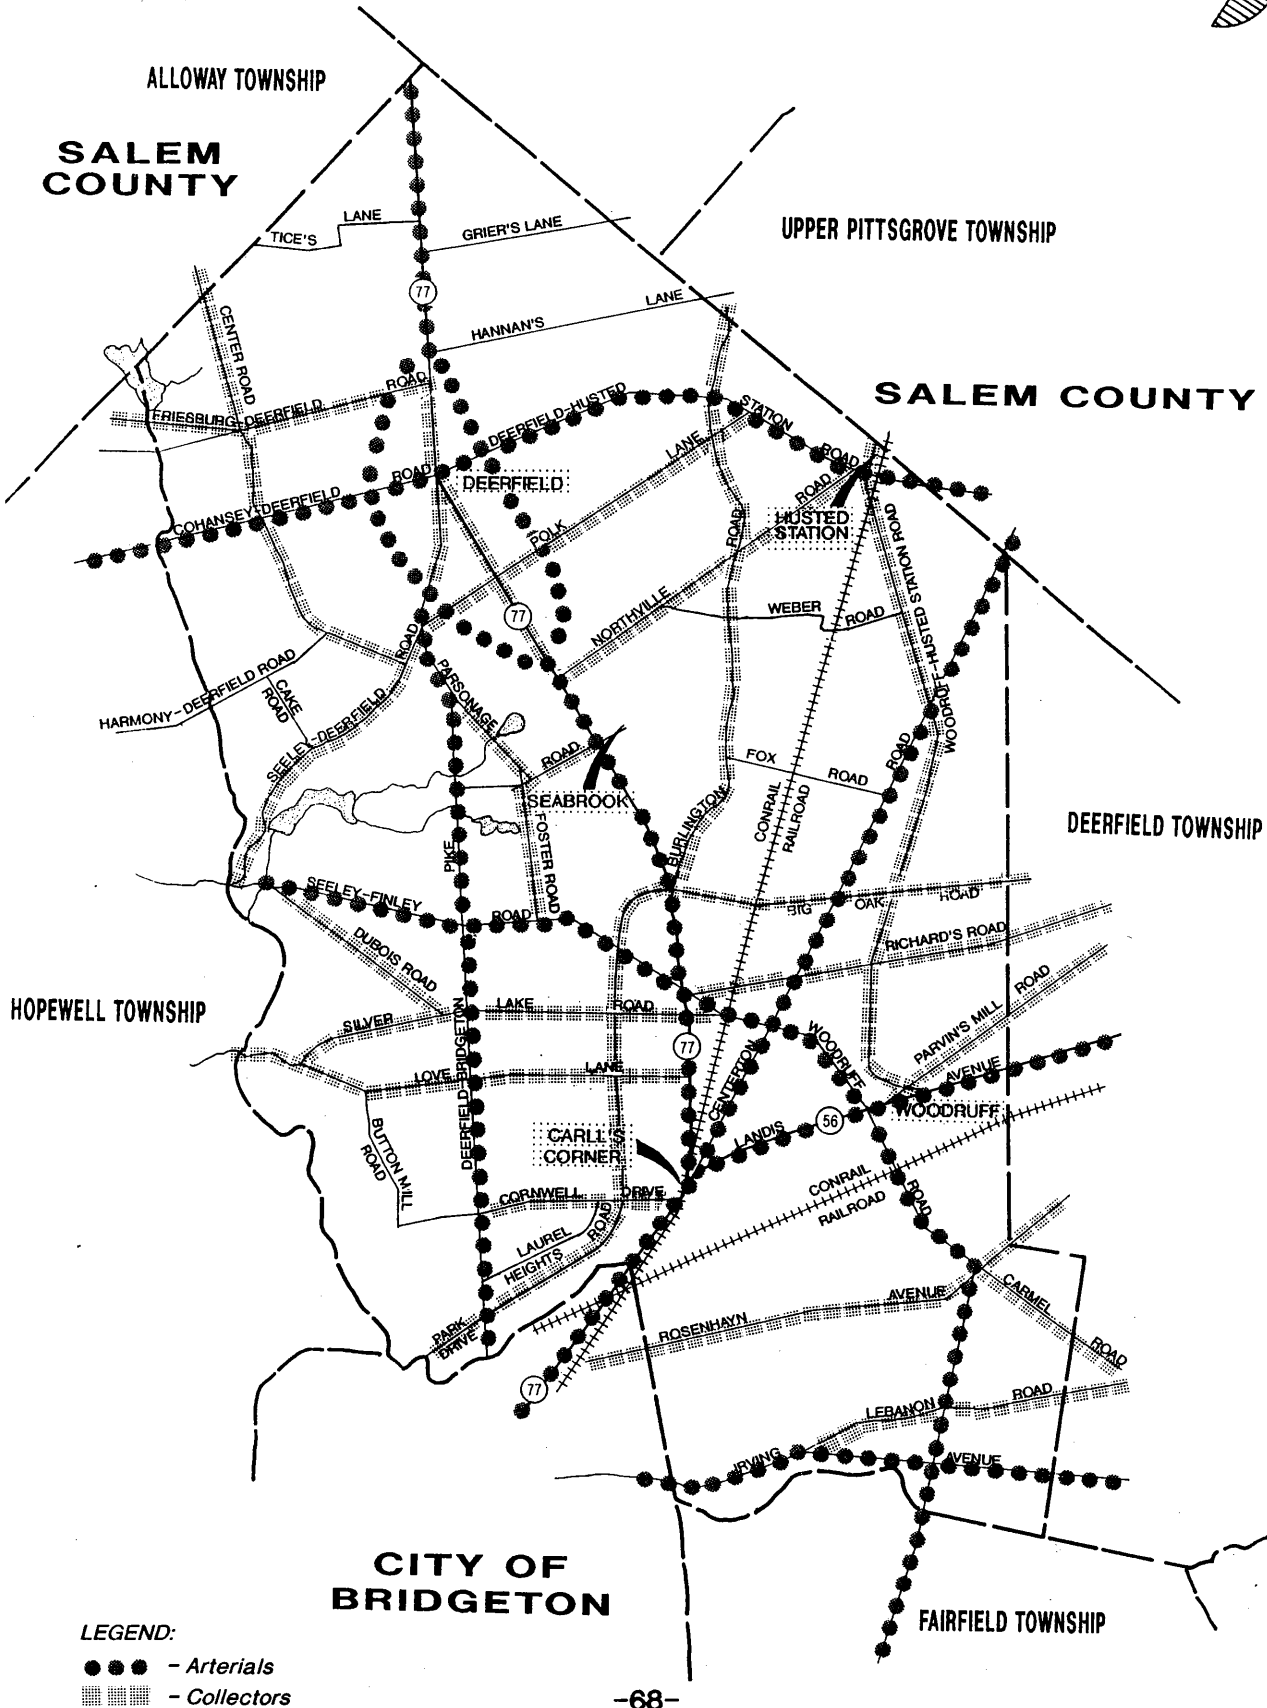 ALLOWAY TOWNSHIP
SALEM
COUNTY
UPPER PITTSGROVE TOWNSHIP
TICE'S
LANE
GRIER'S LANE
77
HANNAN'S
LANE
CENTER ROAD
SALEM COUNTY
FRIESBURG-DEERFIELD
ROAD
DEERFIELD-HUSTED
STATION
ROAD
COHANSEY-DEERFIELD
ROAD
DEERFIELD
POLK
LANE
ROAD
HUSTED
STATION
NORTHVILLE
ROAD
WOODRUFF-HUSTED STATION ROAD
77
WEBER
ROAD
HARMONY-DEERFIELD ROAD
CAKE
ROAD
SEELEY-DEERFIELD
ROAD
PARSONAGE
ROAD
SEABROOK
FOX
ROAD
CONRAIL
RAILROAD
ROAD
DEERFIELD TOWNSHIP
PIKE
FOSTER ROAD
BURLINGTON
SEELEY-FINLEY
ROAD
BIG
OAK
ROAD
RICHARD'S ROAD
DUBOIS ROAD
HOPEWELL TOWNSHIP
SILVER
LAKE
ROAD
PARVIN'S MILL
ROAD
DEERFIELD-BRIDGETON
77
WOODRUFF
AVENUE
LOVE
LANE
CENTERTON
WOODRUFF
BUTTON MILL
ROAD
CARLL'S
CORNER
LANDIS
56
CONRAIL
RAILROAD
ROAD
CORNWELL
DRIVE
LAUREL
HEIGHTS
ROAD
PARK
DRIVE
ROSENHAYN
AVENUE
CARMEL
ROAD
77
LEBANON
ROAD
IRVING
AVENUE
CITY OF
BRIDGETON
FAIRFIELD TOWNSHIP
LEGEND:
- Arterials
- Collectors
-68-